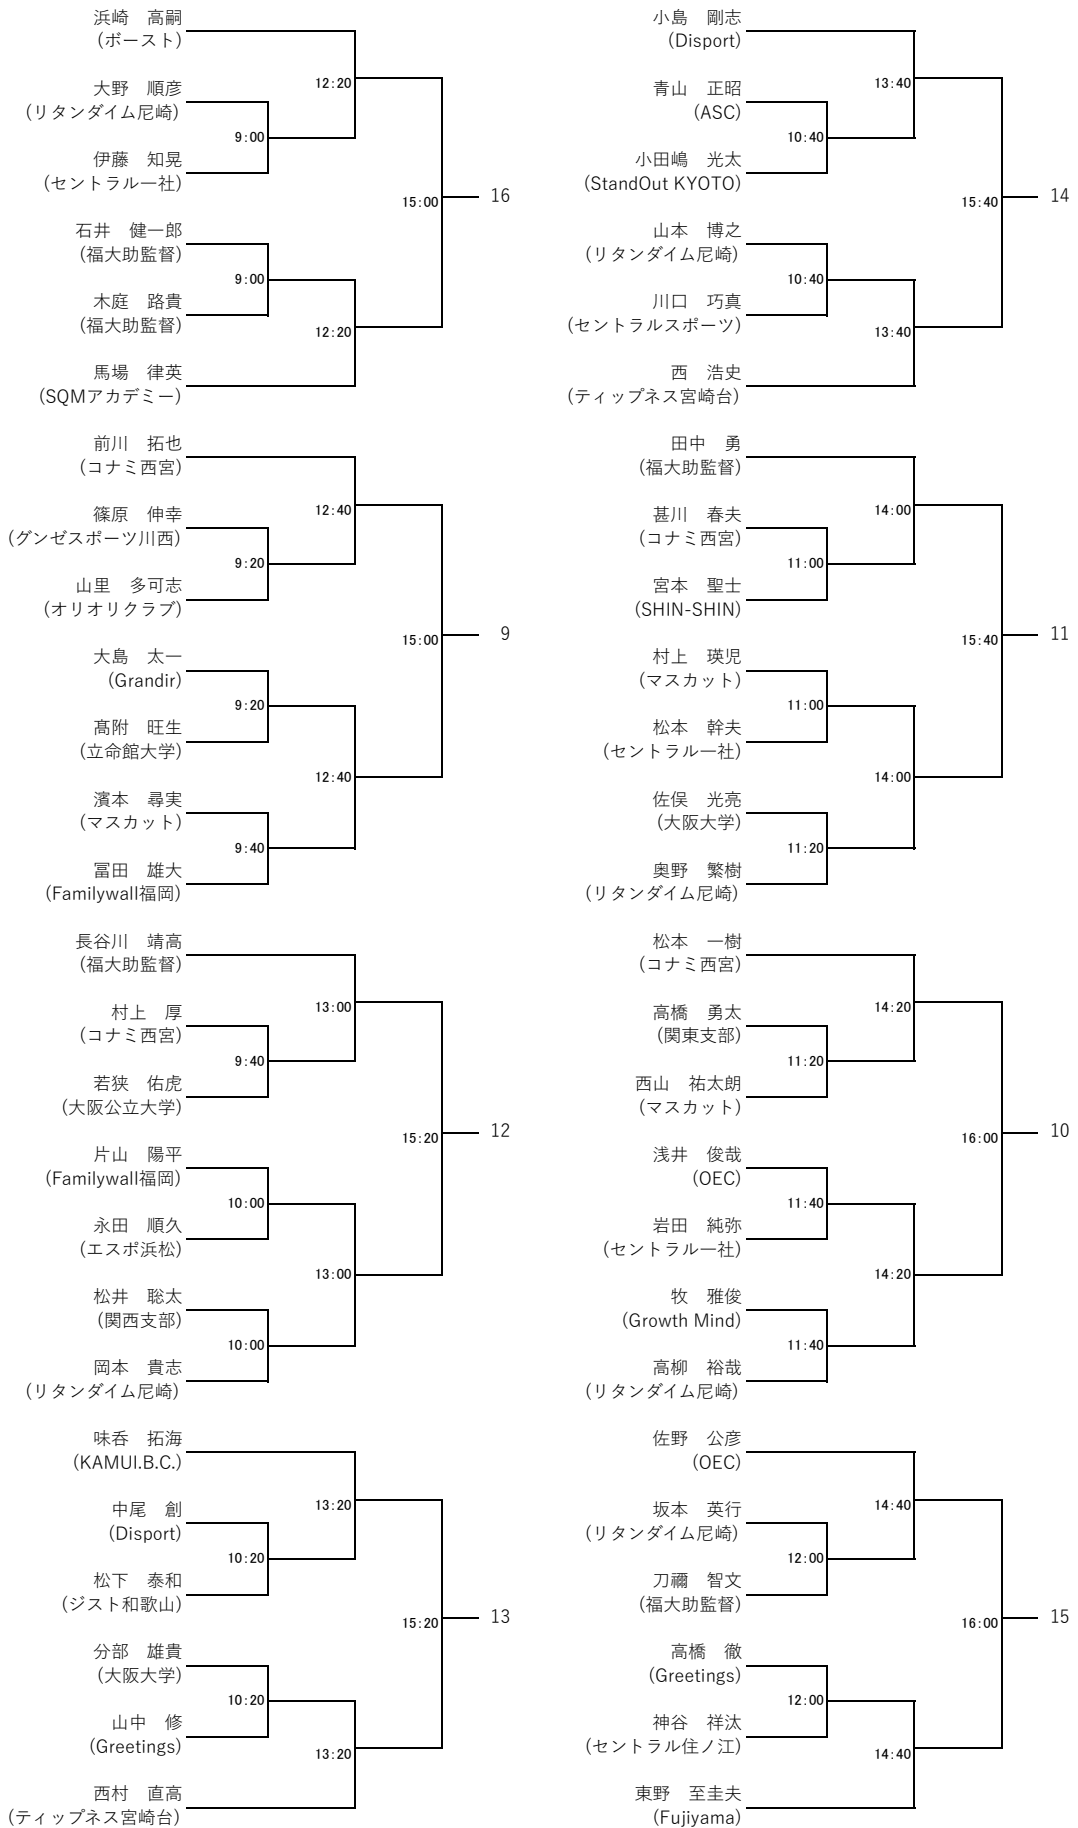 浜崎　高嗣
(ボースト)
12:20
大野　順彦
(リタンダイム尼崎)
9:00
伊藤　知晃
(セントラル一社)
15:00
16
石井　健一郎
(福大助監督)
9:00
木庭　路貴
(福大助監督)
12:20
馬場　律英
(SQMアカデミー)
前川　拓也
(コナミ西宮)
12:40
篠原　伸幸
(グンゼスポーツ川西)
9:20
山里　多可志
(オリオリクラブ)
15:00
9
大島　太一
(Grandir)
9:20
髙附　旺生
(立命館大学)
12:40
濱本　尋実
(マスカット)
9:40
冨田　雄大
(Familywall福岡)
長谷川　靖高
(福大助監督)
13:00
村上　厚
(コナミ西宮)
9:40
若狭　佑虎
(大阪公立大学)
15:20
12
片山　陽平
(Familywall福岡)
10:00
永田　順久
(エスポ浜松)
13:00
松井　聡太
(関西支部)
10:00
岡本　貴志
(リタンダイム尼崎)
味呑　拓海
(KAMUI.B.C.)
13:20
中尾　創
(Disport)
10:20
松下　泰和
(ジスト和歌山)
15:20
13
分部　雄貴
(大阪大学)
10:20
山中　修
(Greetings)
13:20
西村　直高
(ティップネス宮崎台)
小島　剛志
(Disport)
13:40
青山　正昭
(ASC)
10:40
小田嶋　光太
(StandOut KYOTO)
15:40
14
山本　博之
(リタンダイム尼崎)
10:40
川口　巧真
(セントラルスポーツ)
13:40
西　浩史
(ティップネス宮崎台)
田中　勇
(福大助監督)
14:00
甚川　春夫
(コナミ西宮)
11:00
宮本　聖士
(SHIN-SHIN)
15:40
11
村上　瑛児
(マスカット)
11:00
松本　幹夫
(セントラル一社)
14:00
佐俣　光亮
(大阪大学)
11:20
奥野　繁樹
(リタンダイム尼崎)
松本　一樹
(コナミ西宮)
14:20
高橋　勇太
(関東支部)
11:20
西山　祐太朗
(マスカット)
16:00
10
浅井　俊哉
(OEC)
11:40
岩田　純弥
(セントラル一社)
14:20
牧　雅俊
(Growth Mind)
11:40
高柳　裕哉
(リタンダイム尼崎)
佐野　公彦
(OEC)
14:40
坂本　英行
(リタンダイム尼崎)
12:00
刀禰　智文
(福大助監督)
16:00
15
高橋　徹
(Greetings)
12:00
神谷　祥汰
(セントラル住ノ江)
14:40
東野　至圭夫
(Fujiyama)